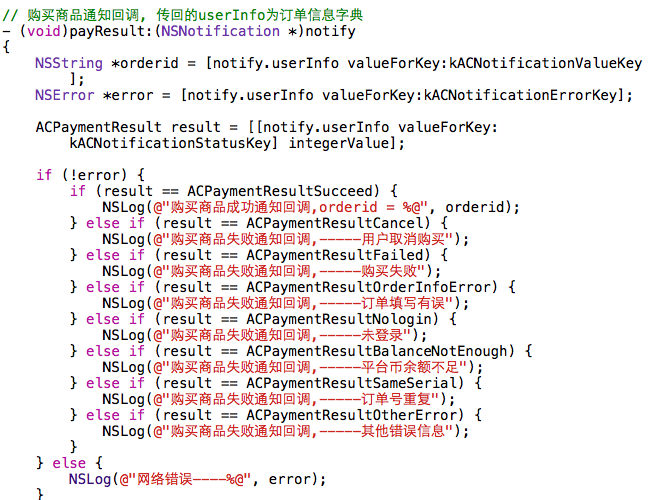 // 购买商品通知回调, 传回的userInfo为订单信息字典
- (void)payResult:(NSNotification *)notify
{
    NSString *orderid = [notify.userInfo valueForKey:kACNotificationValueKey
        ];
    NSError *error = [notify.userInfo valueForKey:kACNotificationErrorKey];

    ACPaymentResult result = [[notify.userInfo valueForKey:
        kACNotificationStatusKey] integerValue];

    if (!error) {
        if (result == ACPaymentResultSucceed) {
            NSLog(@"购买商品成功通知回调,orderid = %@", orderid);
        } else if (result == ACPaymentResultCancel) {
            NSLog(@"购买商品失败通知回调,-----用户取消购买");
        } else if (result == ACPaymentResultFailed) {
            NSLog(@"购买商品失败通知回调,-----购买失败");
        } else if (result == ACPaymentResultOrderInfoError) {
            NSLog(@"购买商品失败通知回调,-----订单填写有误");
        } else if (result == ACPaymentResultNologin) {
            NSLog(@"购买商品失败通知回调,-----未登录");
        } else if (result == ACPaymentResultBalanceNotEnough) {
            NSLog(@"购买商品失败通知回调,-----平台币余额不足");
        } else if (result == ACPaymentResultSameSerial) {
            NSLog(@"购买商品失败通知回调,-----订单号重复");
        } else if (result == ACPaymentResultOtherError) {
            NSLog(@"购买商品失败通知回调,-----其他错误信息");
        }
    } else {
        NSLog(@"网络错误----%@", error);
    }